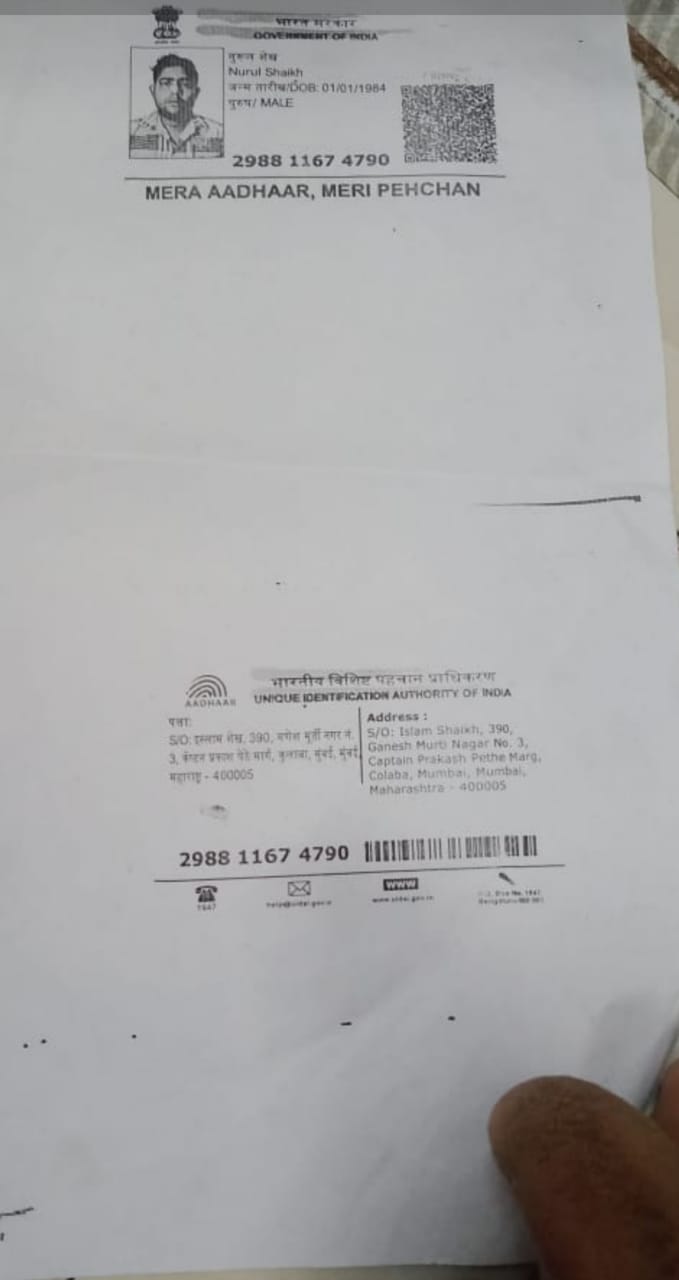 भारत सरकार
GOVERNMENT OF INDIA
नुरुल शेख
Nurul Shaikh
जन्म तारीख/DOB: 01/01/1984
पुरुष/ MALE
2988 1167 4790
MERA AADHAAR, MERI PEHCHAN
भारतीय विशिष्ट पहचान प्राधिकरण
AADHAAR
UNIQUE IDENTIFICATION AUTHORITY OF INDIA
पत्ता:
S/O: इस्लाम शेख, 390, गणेश मूर्ती नगर नं.
3, कॅप्टन प्रकाश पेठे मार्ग, कुलाबा, मुंबई, मुंबई,
महाराष्ट्र - 400005
Address :
S/O: Islam Shaikh, 390,
Ganesh Murti Nagar No. 3,
Captain Prakash Pethe Marg,
Colaba, Mumbai, Mumbai,
Maharashtra - 400005
2988 1167 4790
1947
help@uidai.gov.in
WWW
www.uidai.gov.in